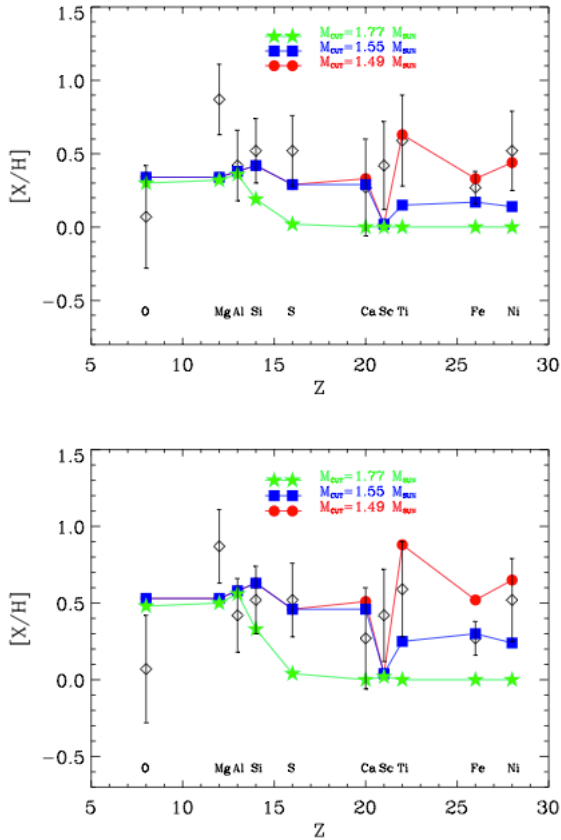 M_CUT=1.77 M_SUN
M_CUT=1.55 M_SUN
M_CUT=1.49 M_SUN
1.5
1.0
0.5
0.0
−0.5
[X/H]
O Mg Al Si S Ca Sc Ti Fe Ni
5 10 15 20 25 30
Z
M_CUT=1.77 M_SUN
M_CUT=1.55 M_SUN
M_CUT=1.49 M_SUN
1.5
1.0
0.5
0.0
−0.5
[X/H]
O Mg Al Si S Ca Sc Ti Fe Ni
5 10 15 20 25 30
Z